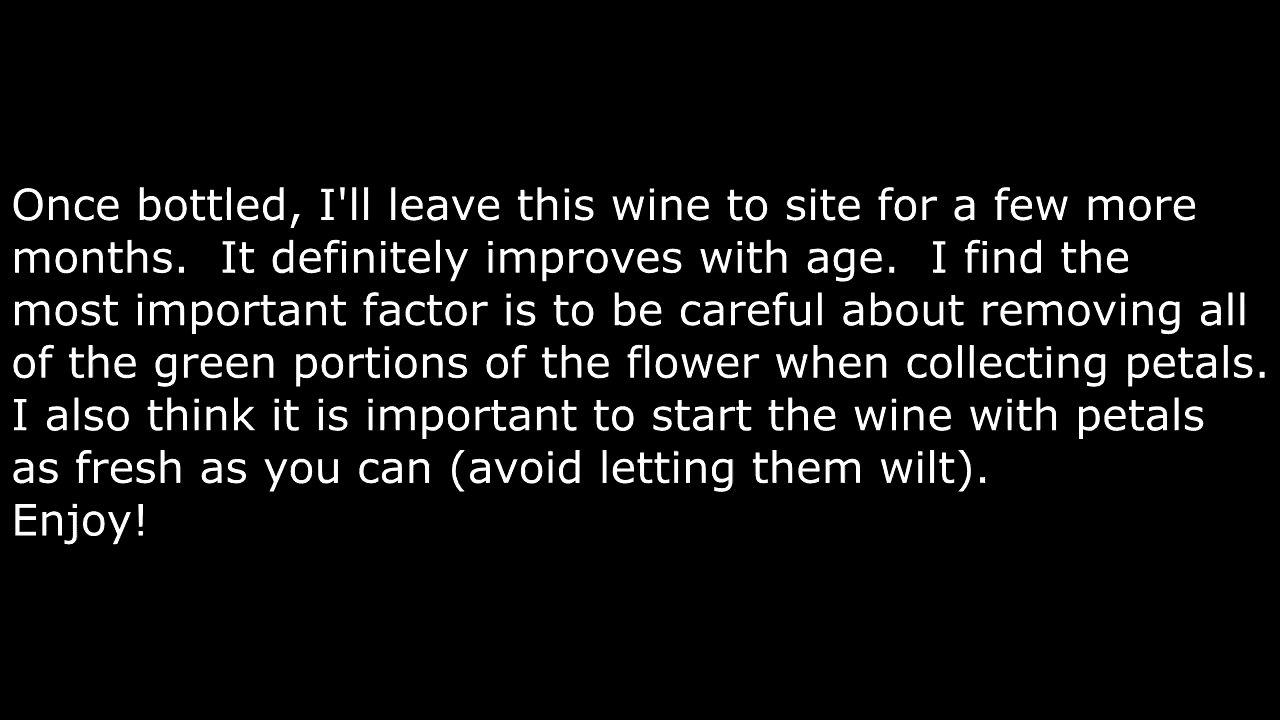 Once bottled, I'll leave this wine to site for a few more
months.  It definitely improves with age.  I find the
most important factor is to be careful about removing all
of the green portions of the flower when collecting petals.
I also think it is important to start the wine with petals
as fresh as you can (avoid letting them wilt).
Enjoy!